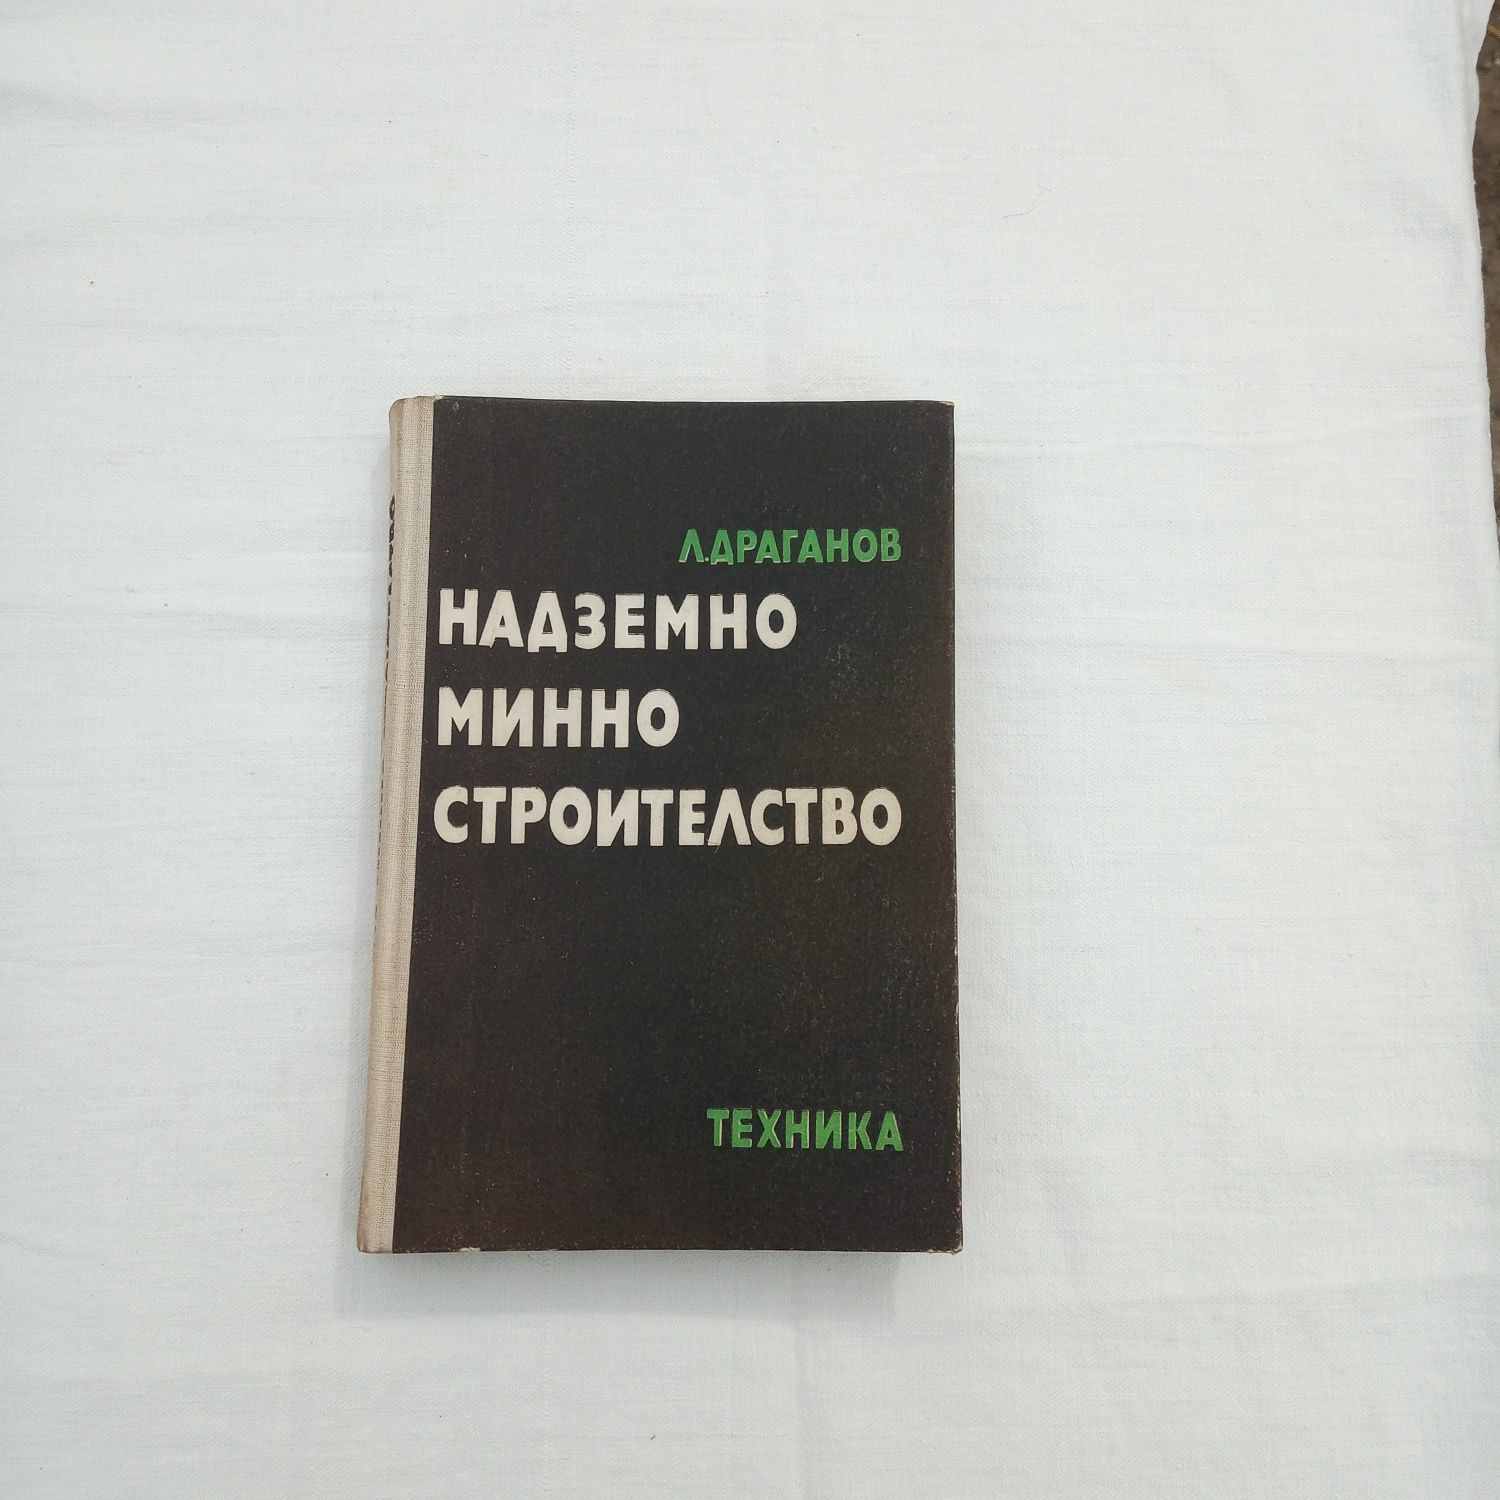 Л.ДРАГАНОВ
НАДЗЕМНО
МИННО
СТРОИТЕЛСТВО
ТЕХНИКА